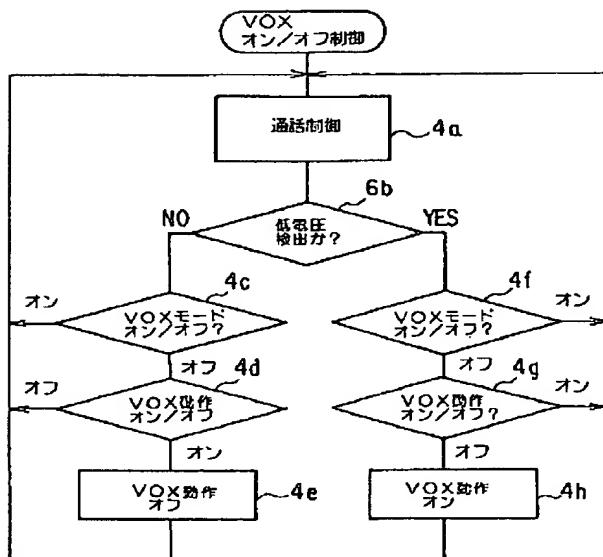 VOX
オン/オフ制御
通話制御
4a
6b
NO
低電圧
検出か?
YES
4c
オン
VOXモード
オン/オフ?
4f
オン
VOXモード
オン/オフ?
オフ
オフ
4d
オフ
VOX動作
オン/オフ
4g
オン
VOX動作
オン/オフ?
オン
オフ
VOX動作
オフ
4e
VOX動作
オン
4h